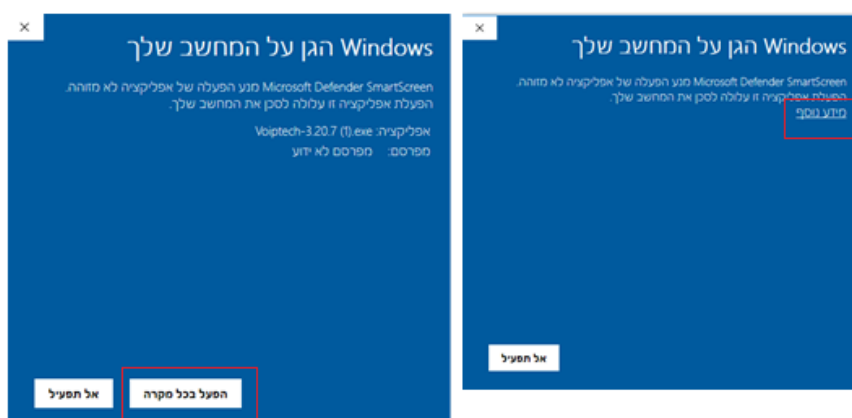 Windows הגן על המחשב שלך
Microsoft Defender SmartScreen מנע הפעלה של אפליקציה לא מזוהה.
הפעלת אפליקציה זו עלולה לסכן את המחשב שלך.
מידע נוסף
אל תפעיל
Windows הגן על המחשב שלך
Microsoft Defender SmartScreen מנע הפעלה של אפליקציה לא מזוהה.
הפעלת אפליקציה זו עלולה לסכן את המחשב שלך.
אפליקציה: Voiptech-3.20.7 (1).exe
מפרסם: מפרסם לא ידוע
הפעל בכל מקרה
אל תפעיל